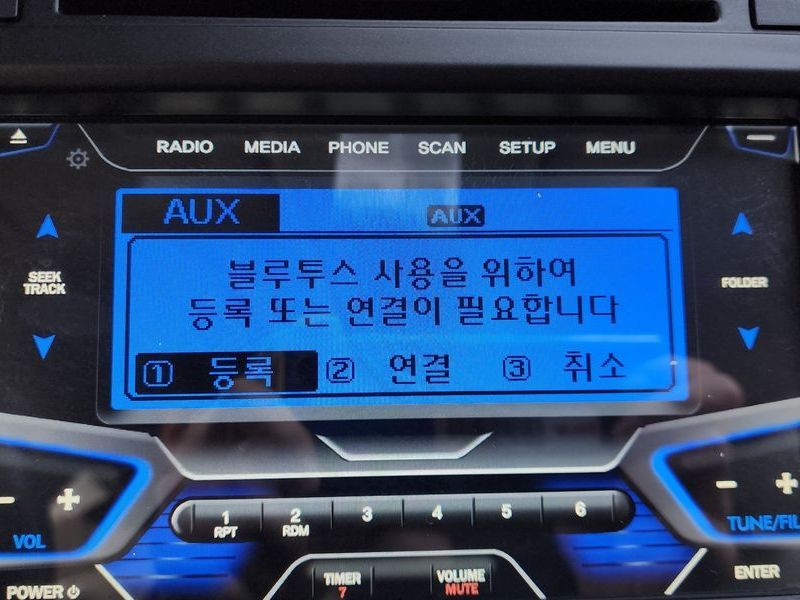 RADIO MEDIA PHONE SCAN SETUP MENU
AUX AUX
블루투스 사용을 위하여
등록 또는 연결이 필요합니다
1 등록 2 연결 3 취소
SEEK
TRACK
FOLDER
1 2 3 4 5 6
RPT RDM
VOL
TUNE/FIL
POWER
TIMER
7
VOLUME
MUTE
ENTER